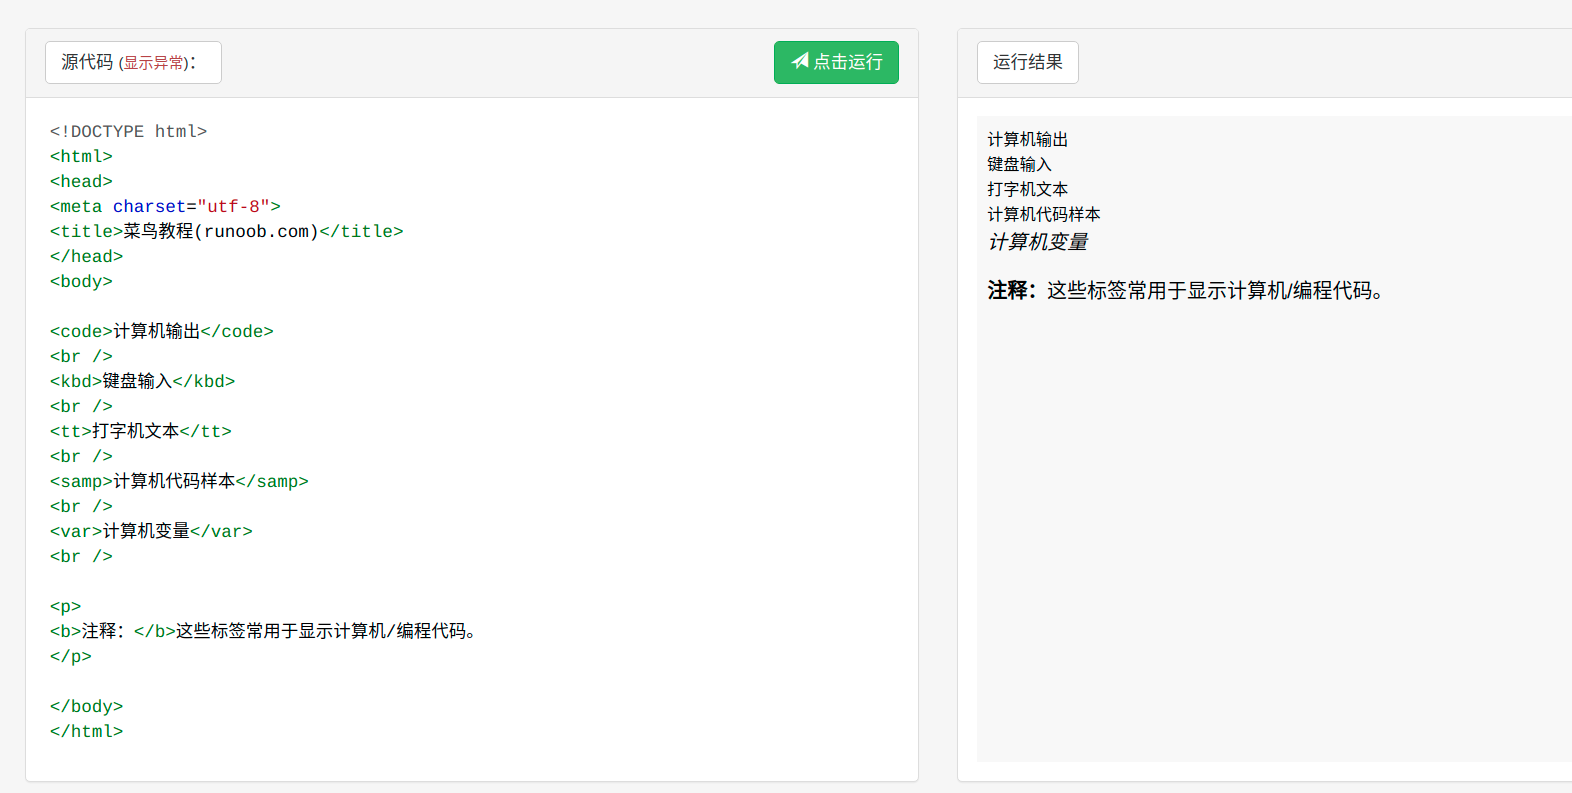 源代码 (显示异常)：
点击运行
<!DOCTYPE html>
<html>
<head>
<meta charset="utf-8">
<title>菜鸟教程(runoob.com)</title>
</head>
<body>
<code>计算机输出</code>
<br />
<kbd>键盘输入</kbd>
<br />
<tt>打字机文本</tt>
<br />
<samp>计算机代码样本</samp>
<br />
<var>计算机变量</var>
<br />
<p>
<b>注释：</b>这些标签常用于显示计算机/编程代码。
</p>
</body>
</html>
运行结果
计算机输出
键盘输入
打字机文本
计算机代码样本
计算机变量
注释：这些标签常用于显示计算机/编程代码。